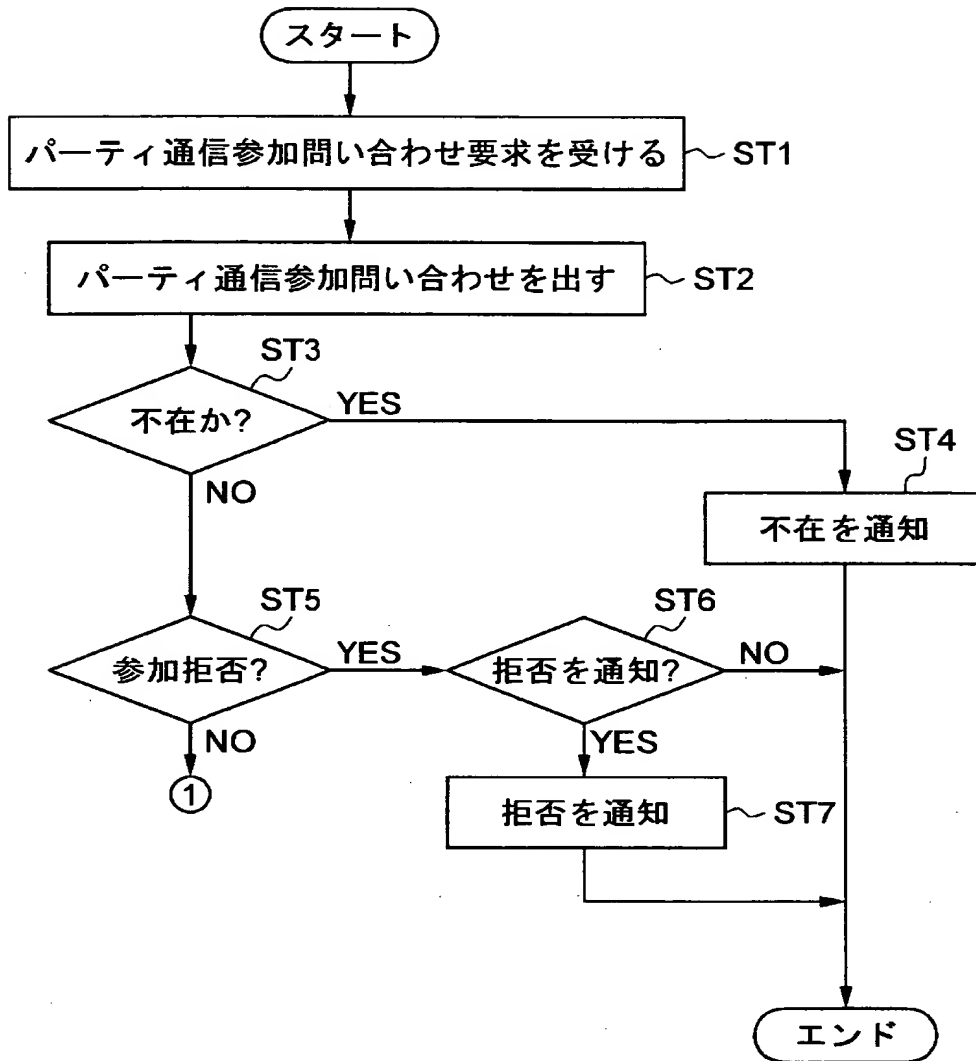 スタート
パーティ通信参加問い合わせ要求を受ける
ST1
パーティ通信参加問い合わせを出す
ST2
ST3
不在か?
YES
NO
ST4
不在を通知
ST5
参加拒否?
YES
NO
①
ST6
拒否を通知?
NO
YES
拒否を通知
ST7
エンド